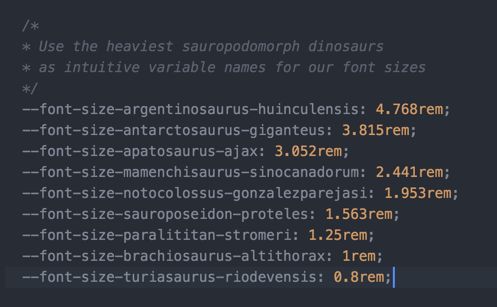 /*
* Use the heaviest sauropodomorph dinosaurs
* as intuitive variable names for our font sizes
*/
--font-size-argentinosaurus-huinculensis: 4.768rem;
--font-size-antarctosaurus-giganteus: 3.815rem;
--font-size-apatosaurus-ajax: 3.052rem;
--font-size-mamenchisaurus-sinocanadorum: 2.441rem;
--font-size-notocolossus-gonzalezparejasi: 1.953rem;
--font-size-sauroposeidon-proteles: 1.563rem;
--font-size-paralititan-stromeri: 1.25rem;
--font-size-brachiosaurus-altithorax: 1rem;
--font-size-turiasaurus-riodevensis: 0.8rem;